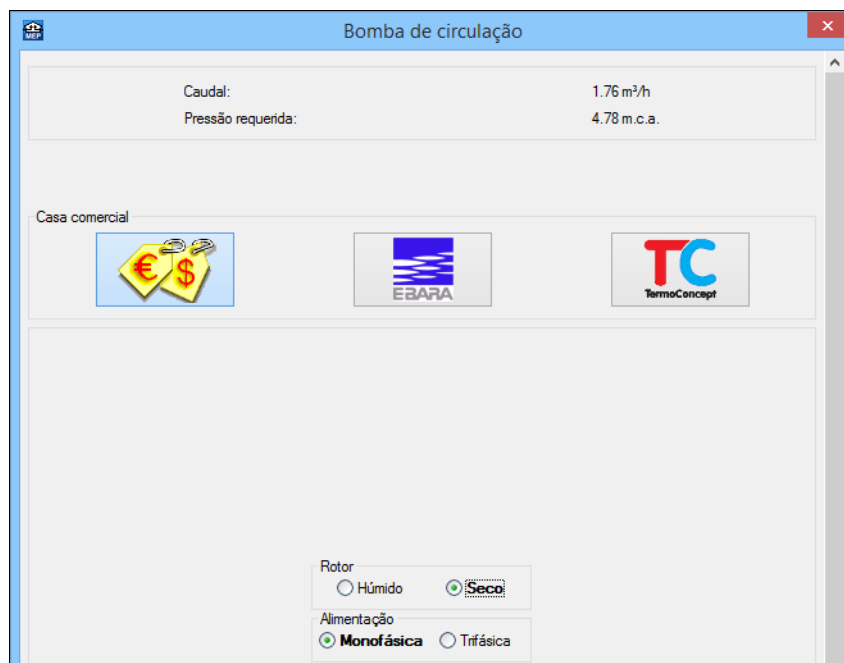 MEP
Bomba de circulação
Caudal: 1.76 m³/h
Pressão requerida: 4.78 m.c.a.
Casa comercial
€ $
EBARA
TC
TermoConcept
Rotor
Húmido Seco
Alimentação
Monofásica Trifásica